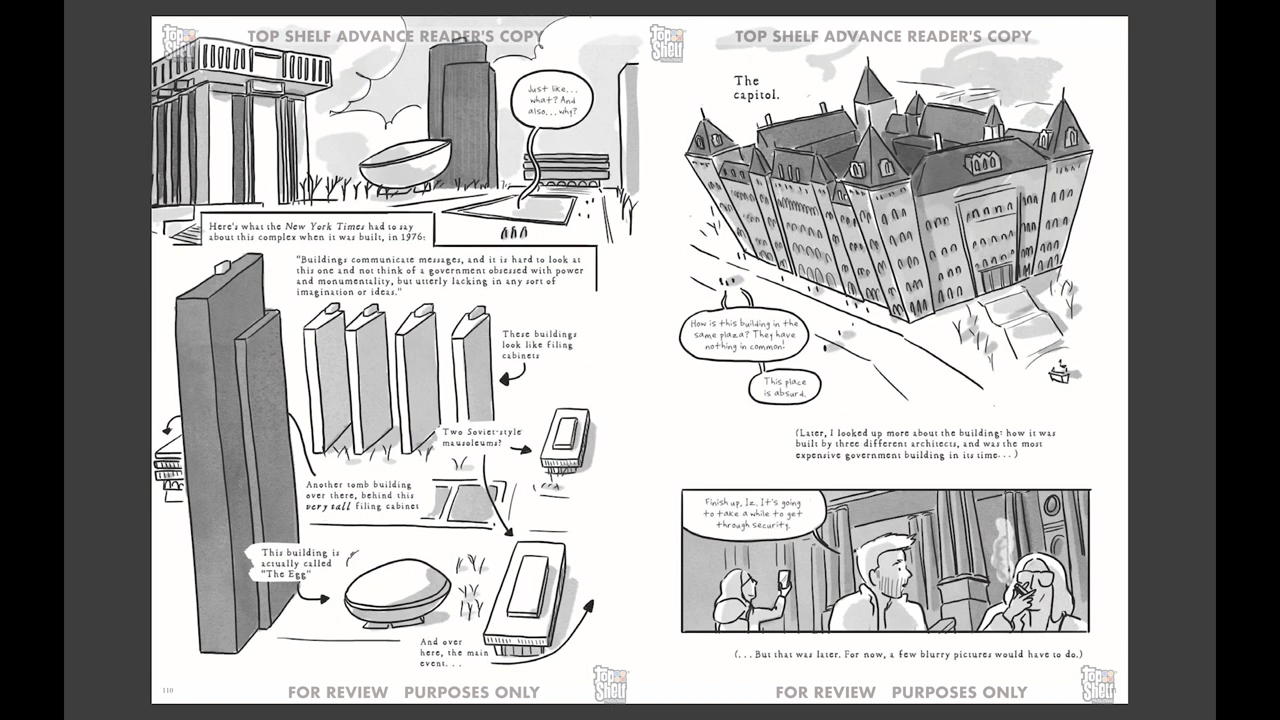 TOP SHELF ADVANCE READER'S COPY
Just like...
what? And
also... why?
Here's what the New York Times had to say
about this complex when it was built, in 1976:
"Buildings communicate messages, and it is hard to look at
this one and not think of a government obsessed with power
and monumentality, but utterly lacking in any sort of
imagination or ideas."
These buildings
look like filing
cabinets
Two Soviet-style
mausoleums?
Another tomb building
over there, behind this
very tall filing cabinet
This building is
actually called
"The Egg"
And over
here, the main
event...
110
FOR REVIEW PURPOSES ONLY
top
shelf
top
shelf
TOP SHELF ADVANCE READER'S COPY
The
capitol.
How is this building in the
same plaza? They have
nothing in common!
This place
is absurd.
(Later, I looked up more about the building: how it was
built by three different architects, and was the most
expensive government building in its time...)
Finish up, Iz. It's going
to take a while to get
through security.
(...But that was later. For now, a few blurry pictures would have to do.)
FOR REVIEW PURPOSES ONLY
top
shelf